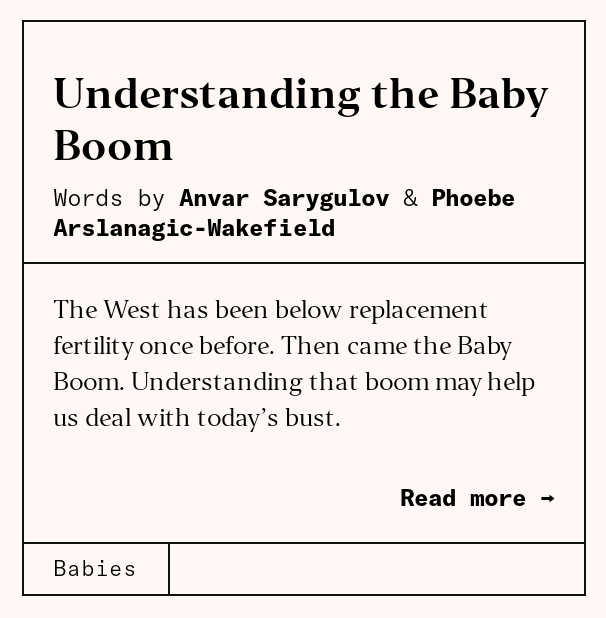 Understanding the Baby
Boom
Words by Anvar Sarygulov & Phoebe
Arslanagic-Wakefield
The West has been below replacement
fertility once before. Then came the Baby
Boom. Understanding that boom may help
us deal with today’s bust.
Read more →
Babies